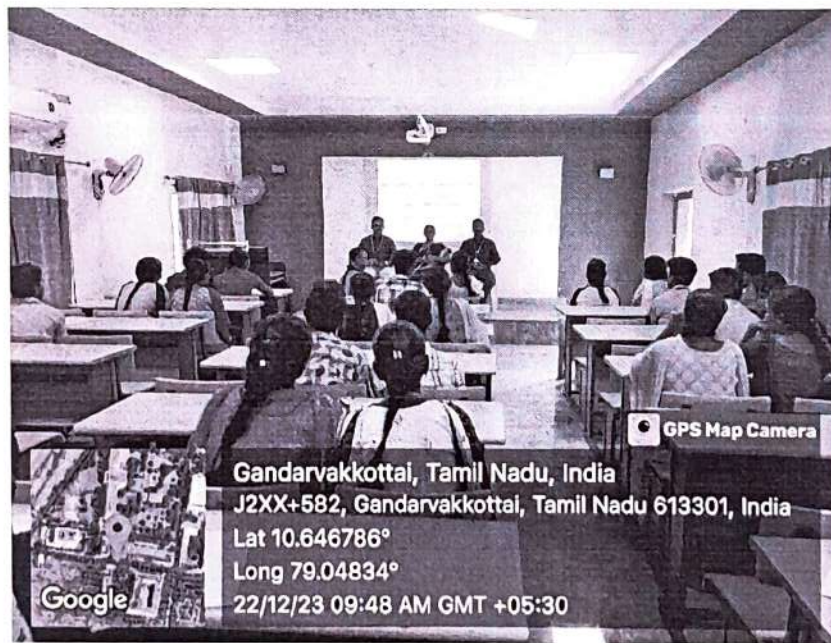 GPS Map Camera
Gandarvakkottai, Tamil Nadu, India
J2XX+582, Gandarvakkottai, Tamil Nadu 613301, India
Lat 10.646786°
Long 79.04834°
22/12/23 09:48 AM GMT +05:30
Google